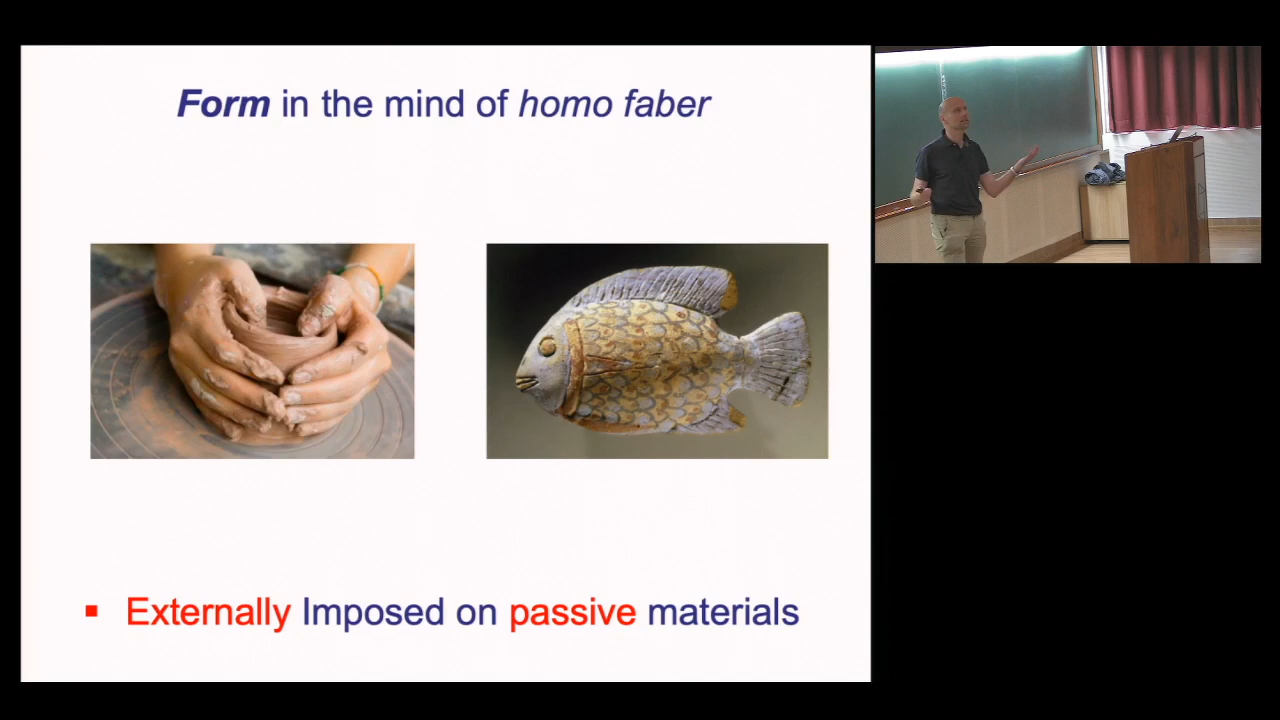 Form in the mind of homo faber
▪ Externally Imposed on passive materials